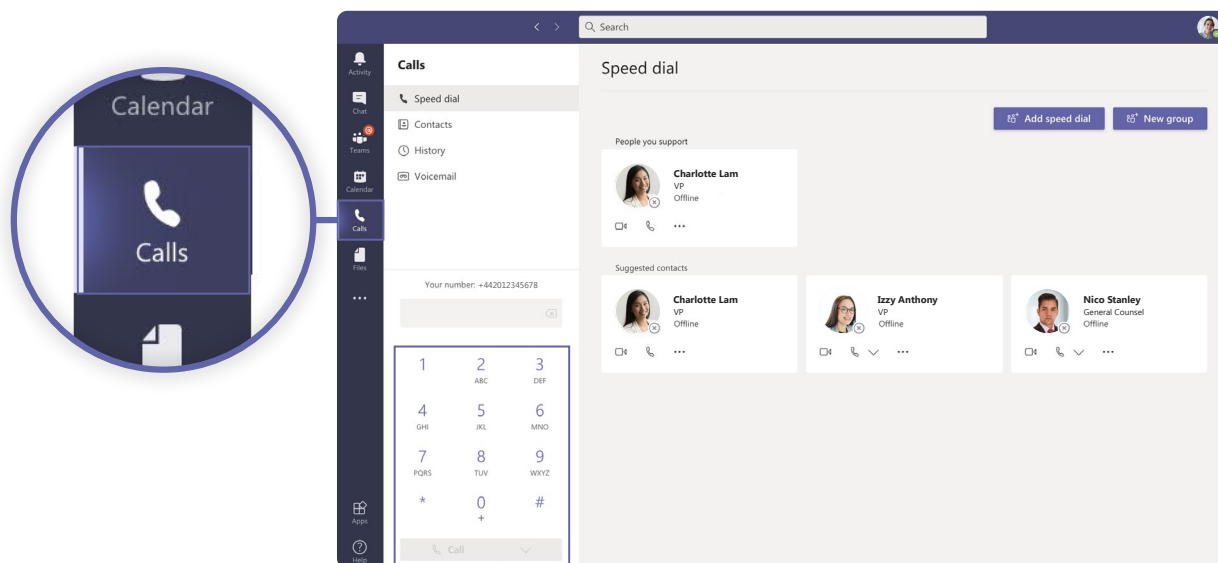 Calendar
Calls
Search
Activity
Chat
Teams
Calendar
Calls
Files
Apps
Help
Calls
Speed dial
Contacts
History
Voicemail
Your number: +442012345678
1 2 3
ABC DEF
4 5 6
GHI JKL MNO
7 8 9
PQRS TUV WXYZ
* 0 #
+
Call
Speed dial
Add speed dial New group
People you support
Charlotte Lam
VP
Offline
Suggested contacts
Charlotte Lam
VP
Offline
Izzy Anthony
VP
Offline
Nico Stanley
General Counsel
Offline